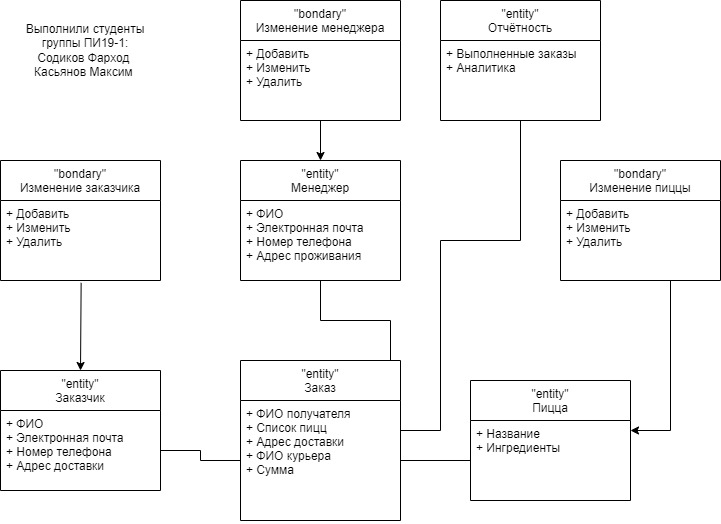 Выполнили студенты
группы ПИ19-1:
Содиков Фарход
Касьянов Максим
"bondary"
Изменение менеджера
+ Добавить
+ Изменить
+ Удалить
"entity"
Отчётность
+ Выполненные заказы
+ Аналитика
"bondary"
Изменение заказчика
+ Добавить
+ Изменить
+ Удалить
"entity"
Менеджер
+ ФИО
+ Электронная почта
+ Номер телефона
+ Адрес проживания
"bondary"
Изменение пиццы
+ Добавить
+ Изменить
+ Удалить
"entity"
Заказчик
+ ФИО
+ Электронная почта
+ Номер телефона
+ Адрес доставки
"entity"
Заказ
+ ФИО получателя
+ Список пицц
+ Адрес доставки
+ ФИО курьера
+ Сумма
"entity"
Пицца
+ Название
+ Ингредиенты